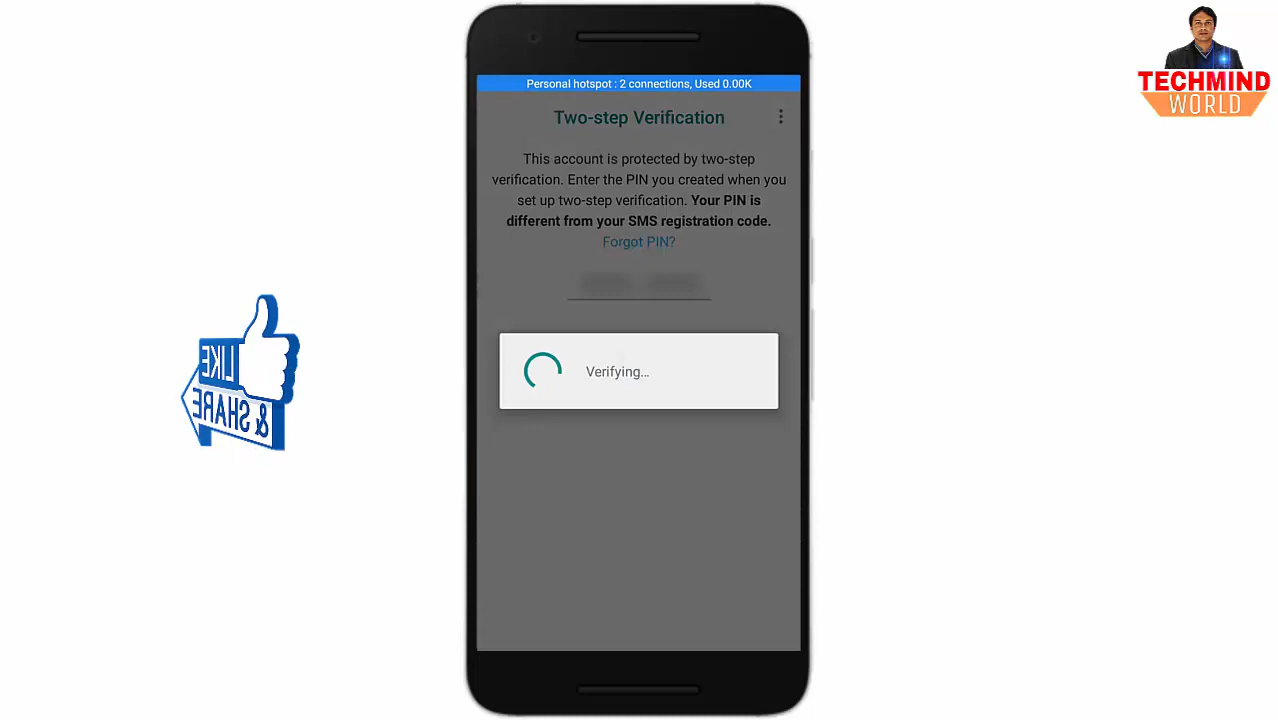 TECHMIND
WORLD
Personal hotspot : 2 connections, Used 0.00K
Two-step Verification
This account is protected by two-step
verification. Enter the PIN you created when you
set up two-step verification. Your PIN is
different from your SMS registration code.
Forgot PIN?
Verifying...
LIKE
& SHARE